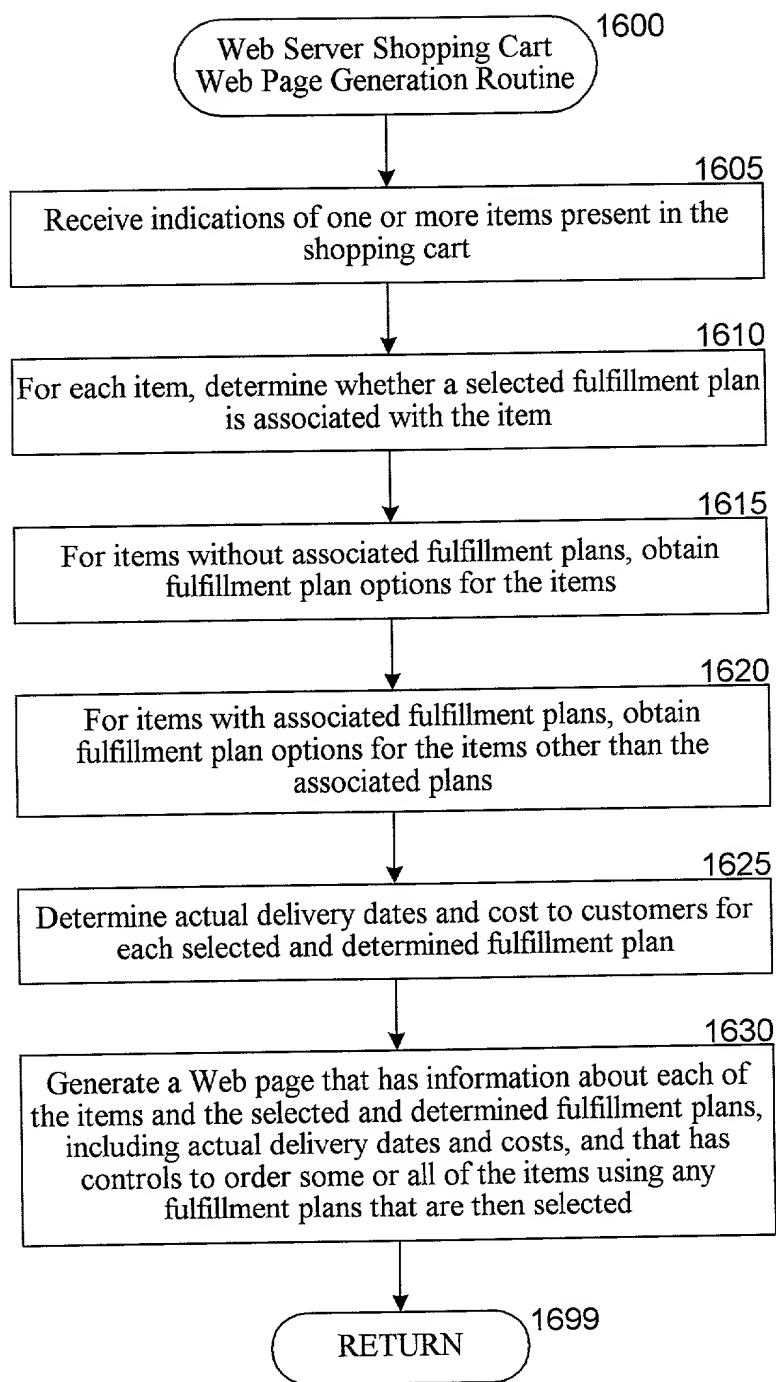 1600
Web Server Shopping Cart
Web Page Generation Routine
1605
Receive indications of one or more items present in the
shopping cart
1610
For each item, determine whether a selected fulfillment plan
is associated with the item
1615
For items without associated fulfillment plans, obtain
fulfillment plan options for the items
1620
For items with associated fulfillment plans, obtain
fulfillment plan options for the items other than the
associated plans
1625
Determine actual delivery dates and cost to customers for
each selected and determined fulfillment plan
1630
Generate a Web page that has information about each of
the items and the selected and determined fulfillment plans,
including actual delivery dates and costs, and that has
controls to order some or all of the items using any
fulfillment plans that are then selected
1699
RETURN